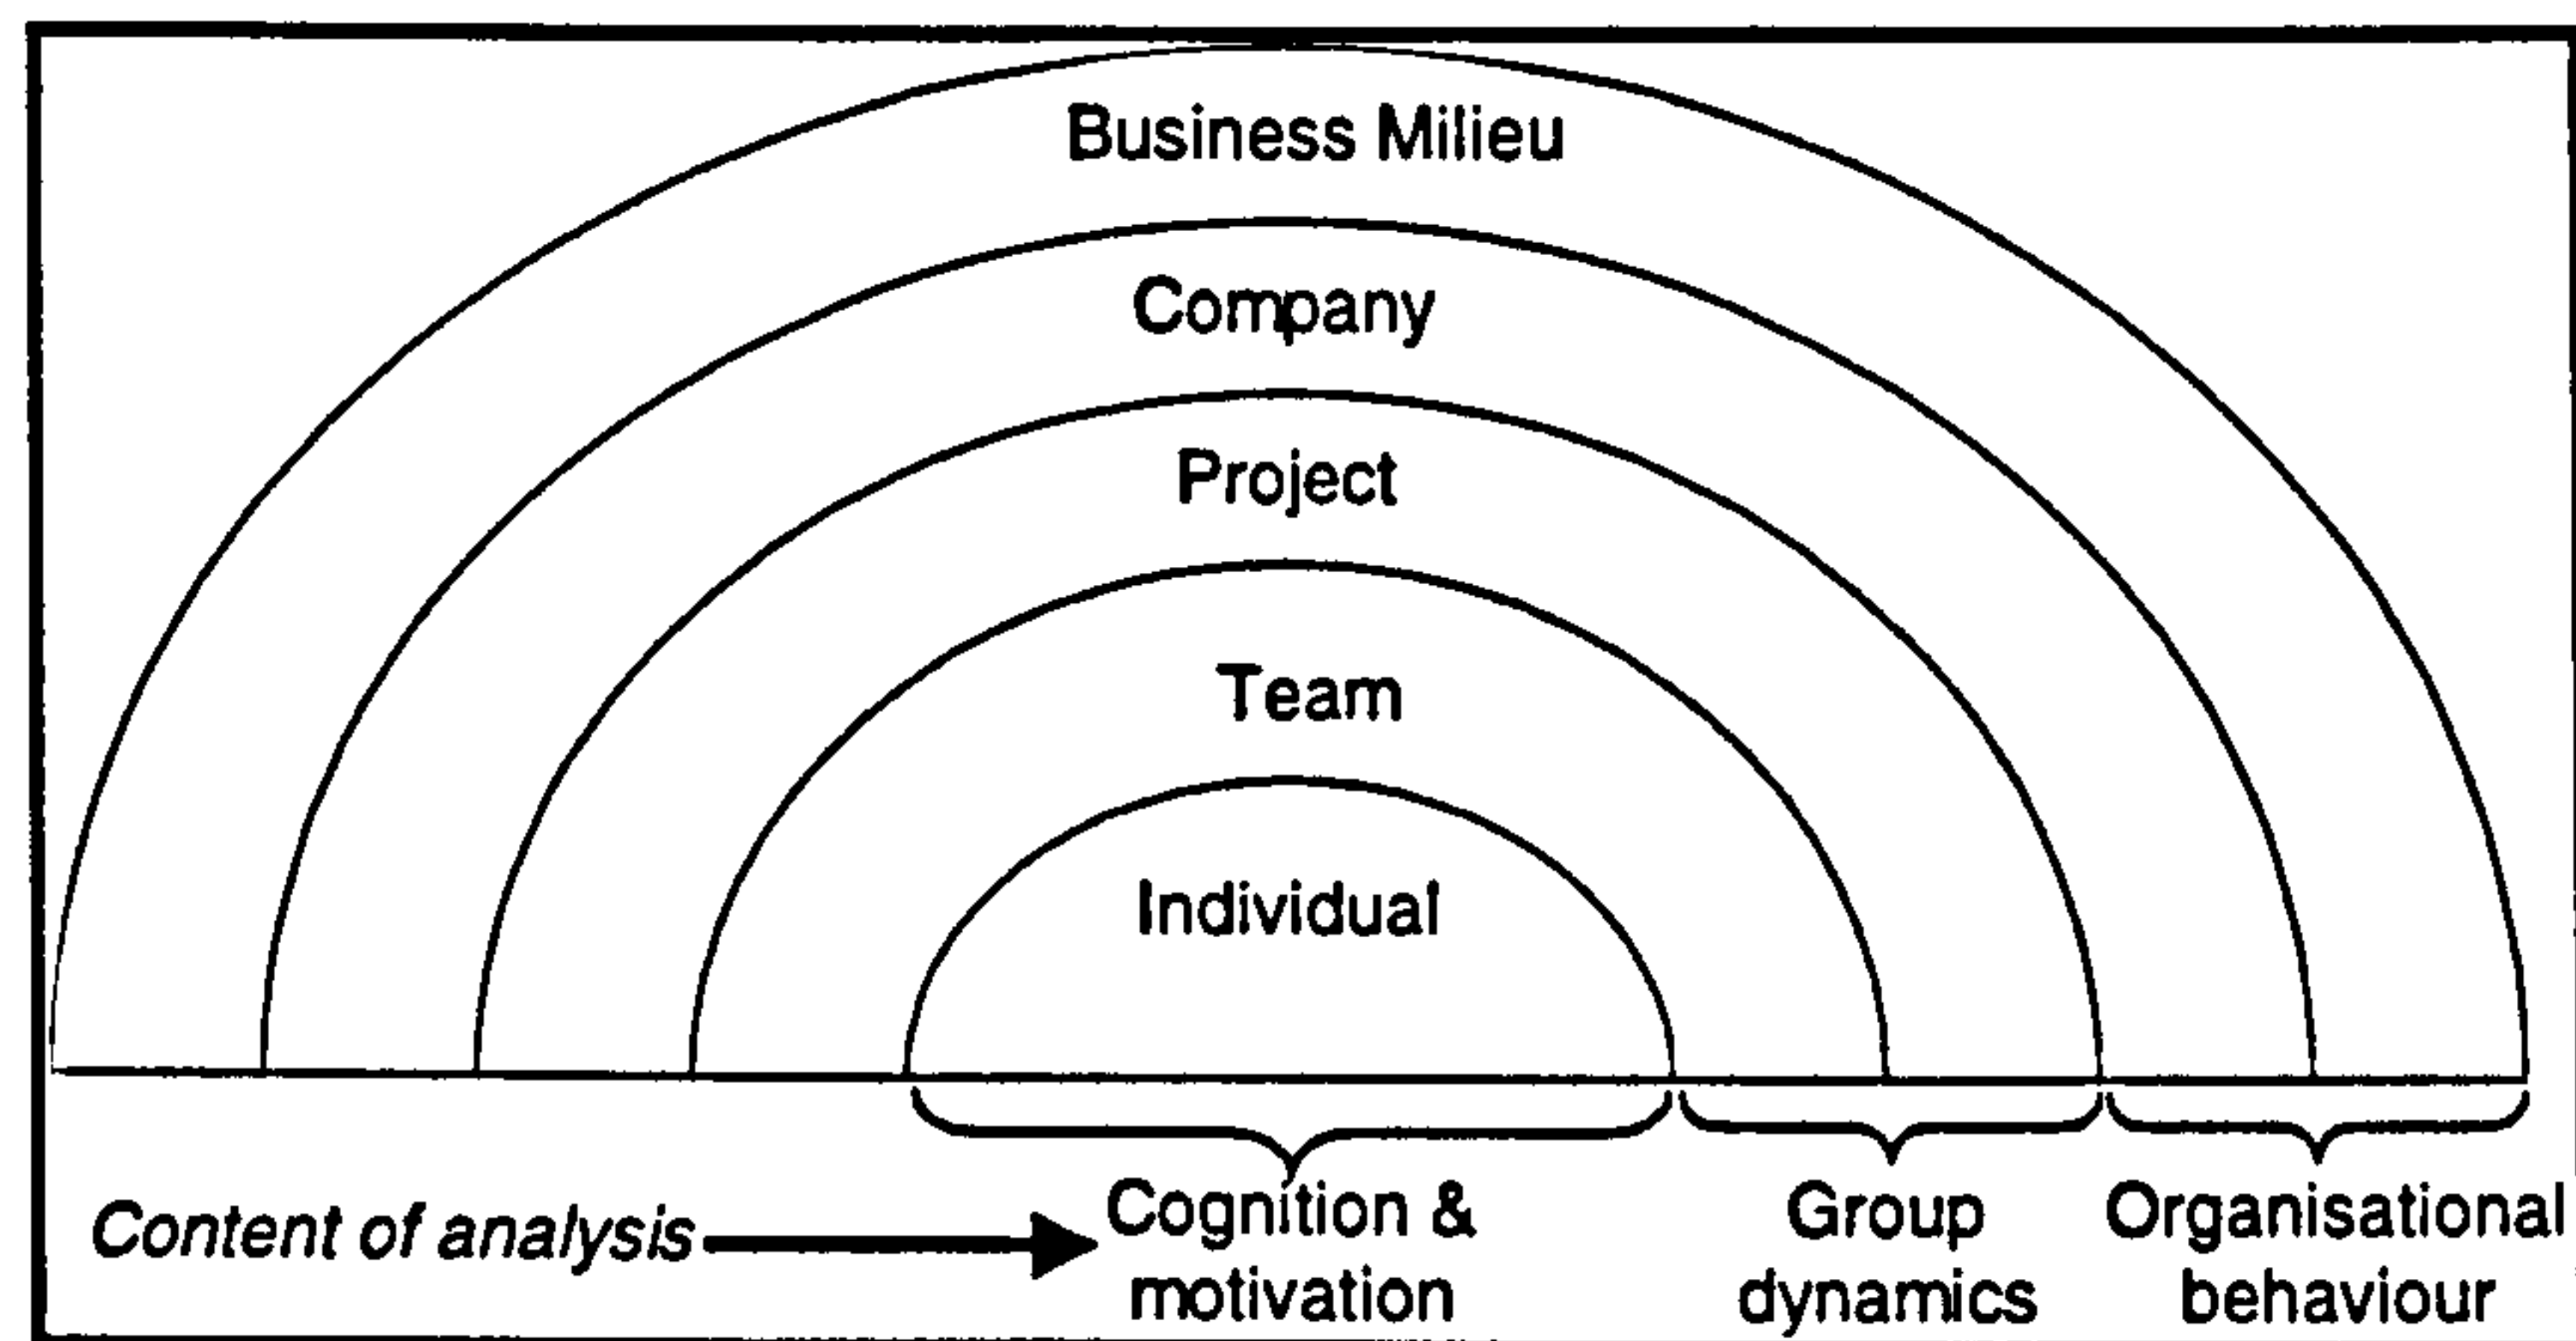 Business Milieu
Company
Project
Team
Individual
Content of analysis
Cognition &
motivation
Group
dynamics
Organisational
behaviour